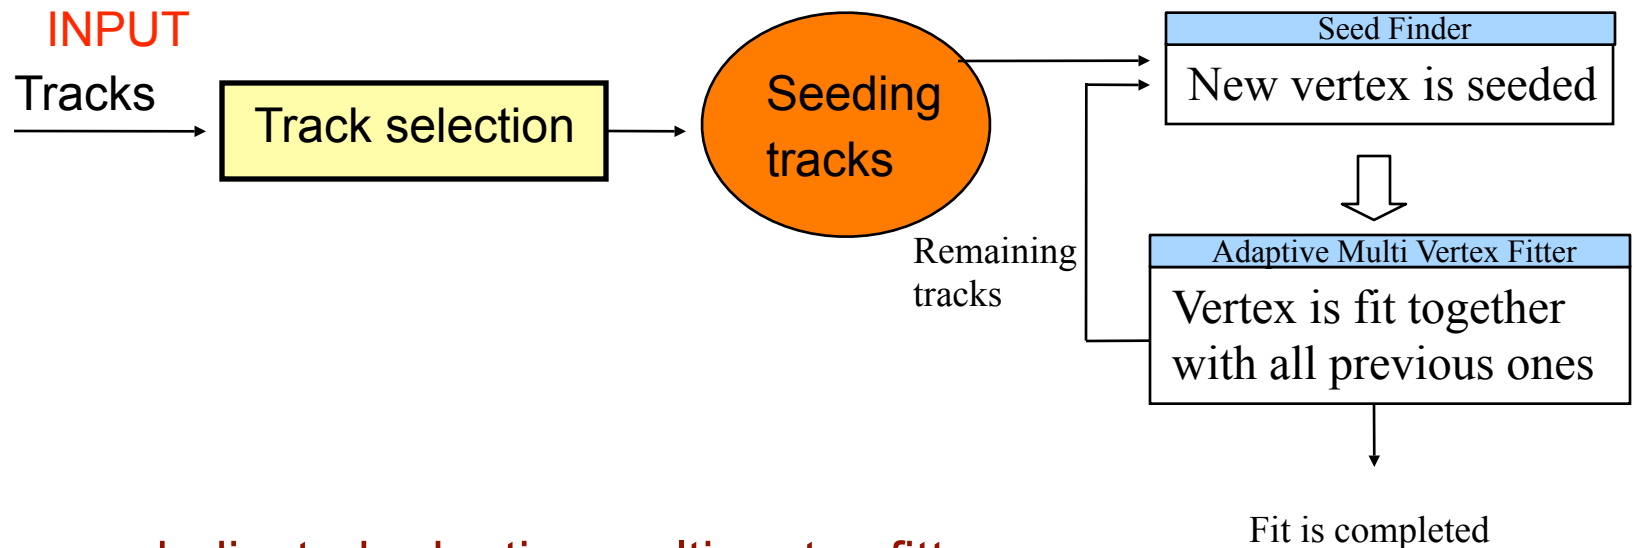 INPUT
Tracks
Track selection
Seeding
tracks
Seed Finder
New vertex is seeded
Remaining
tracks
Adaptive Multi Vertex Fitter
Vertex is fit together
with all previous ones
Fit is completed